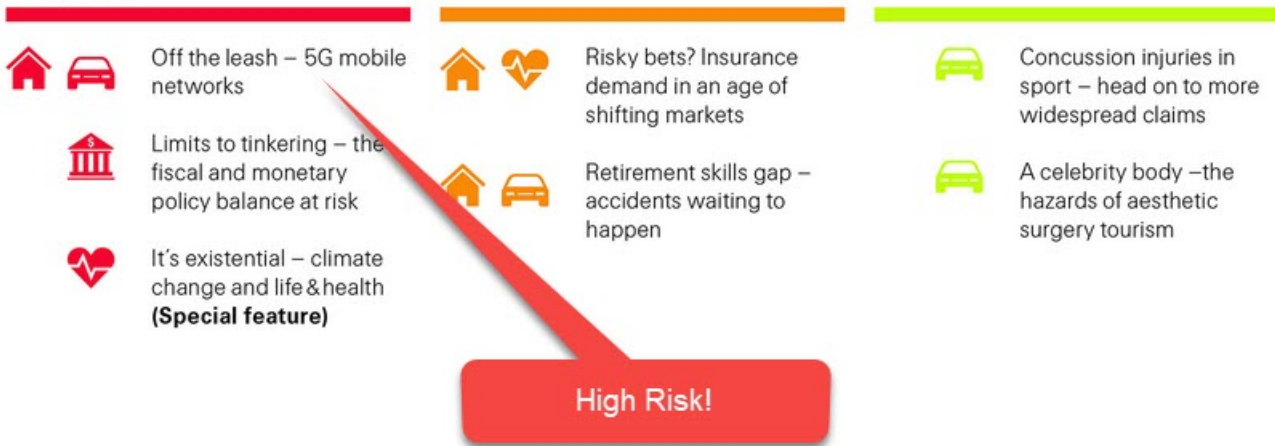 Off the leash – 5G mobile
networks
Limits to tinkering – the
fiscal and monetary
policy balance at risk
It´s existential – climate
change and life & health
(Special feature)
Risky bets? Insurance
demand in an age of
shifting markets
Retirement skills gap –
accidents waiting to
happen
Concussion injuries in
sport – head on to more
widespread claims
A celebrity body –the
hazards of aesthetic
surgery tourism
High Risk!